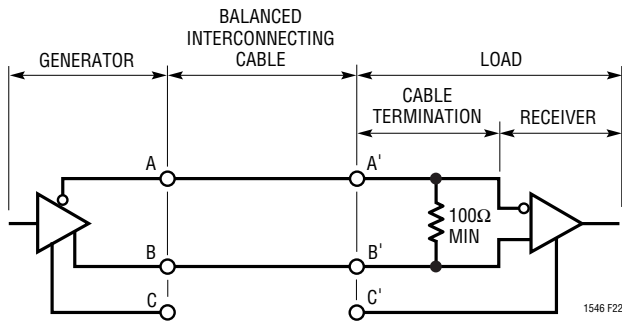 BALANCED
INTERCONNECTING
CABLE
GENERATOR
LOAD
CABLE
TERMINATION
RECEIVER
A
A'
100Ω
MIN
B
B'
C
C'
1546 F22